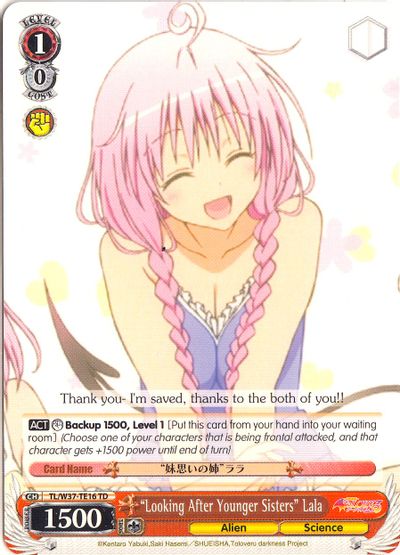 LEVEL
1
0
COST
Thank you- I'm saved, thanks to the both of you!!
ACT Backup 1500, Level 1 [Put this card from your hand into your waiting
room] (Choose one of your characters that is being frontal attacked, and that
character gets +1500 power until end of turn)
Card Name
“妹思いの姉”ララ
CH
TL/W37-TE16 TD
1500
“Looking After Younger Sisters” Lala
Alien
Science
©Kentaro Yabuki,Saki Hasemi／SHUEISHA,Toloveru darkness Project